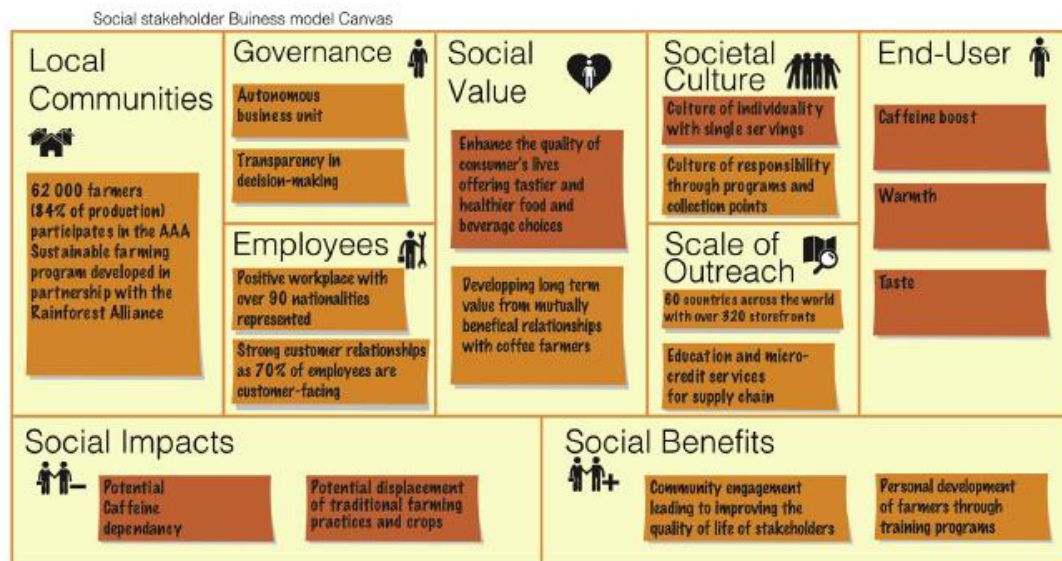 Social stakeholder Buiness model Canvas
Local
Communities
62 000 farmers
(84% of production)
participates in the AAA
Sustainable farming
program developed in
partnership with the
Rainforest Alliance
Governance
Autonomous
business unit
Transparency in
decision-making
Employees
Positive workplace with
over 90 nationalities
represented
Strong customer relationships
as 70% of employees are
customer-facing
Social
Value
Enhance the quality of
consumer's lives
offering tastier and
healthier food and
beverage choices
Developping long term
value from mutually
benefical relationships
with coffee farmers
Societal
Culture
Culture of individuality
with single servings
Culture of responsibility
through programs and
collection points
Scale of
Outreach
60 countries across the world
with over 320 storefronts
Education and micro-
credit services
for supply chain
End-User
Caffeine boost
Warmth
Taste
Social Impacts
Potential
Caffeine
dependancy
Potential displacement
of traditional farming
practices and crops
Social Benefits
Community engagement
leading to improving the
quality of life of stakeholders
Personal development
of farmers through
training programs